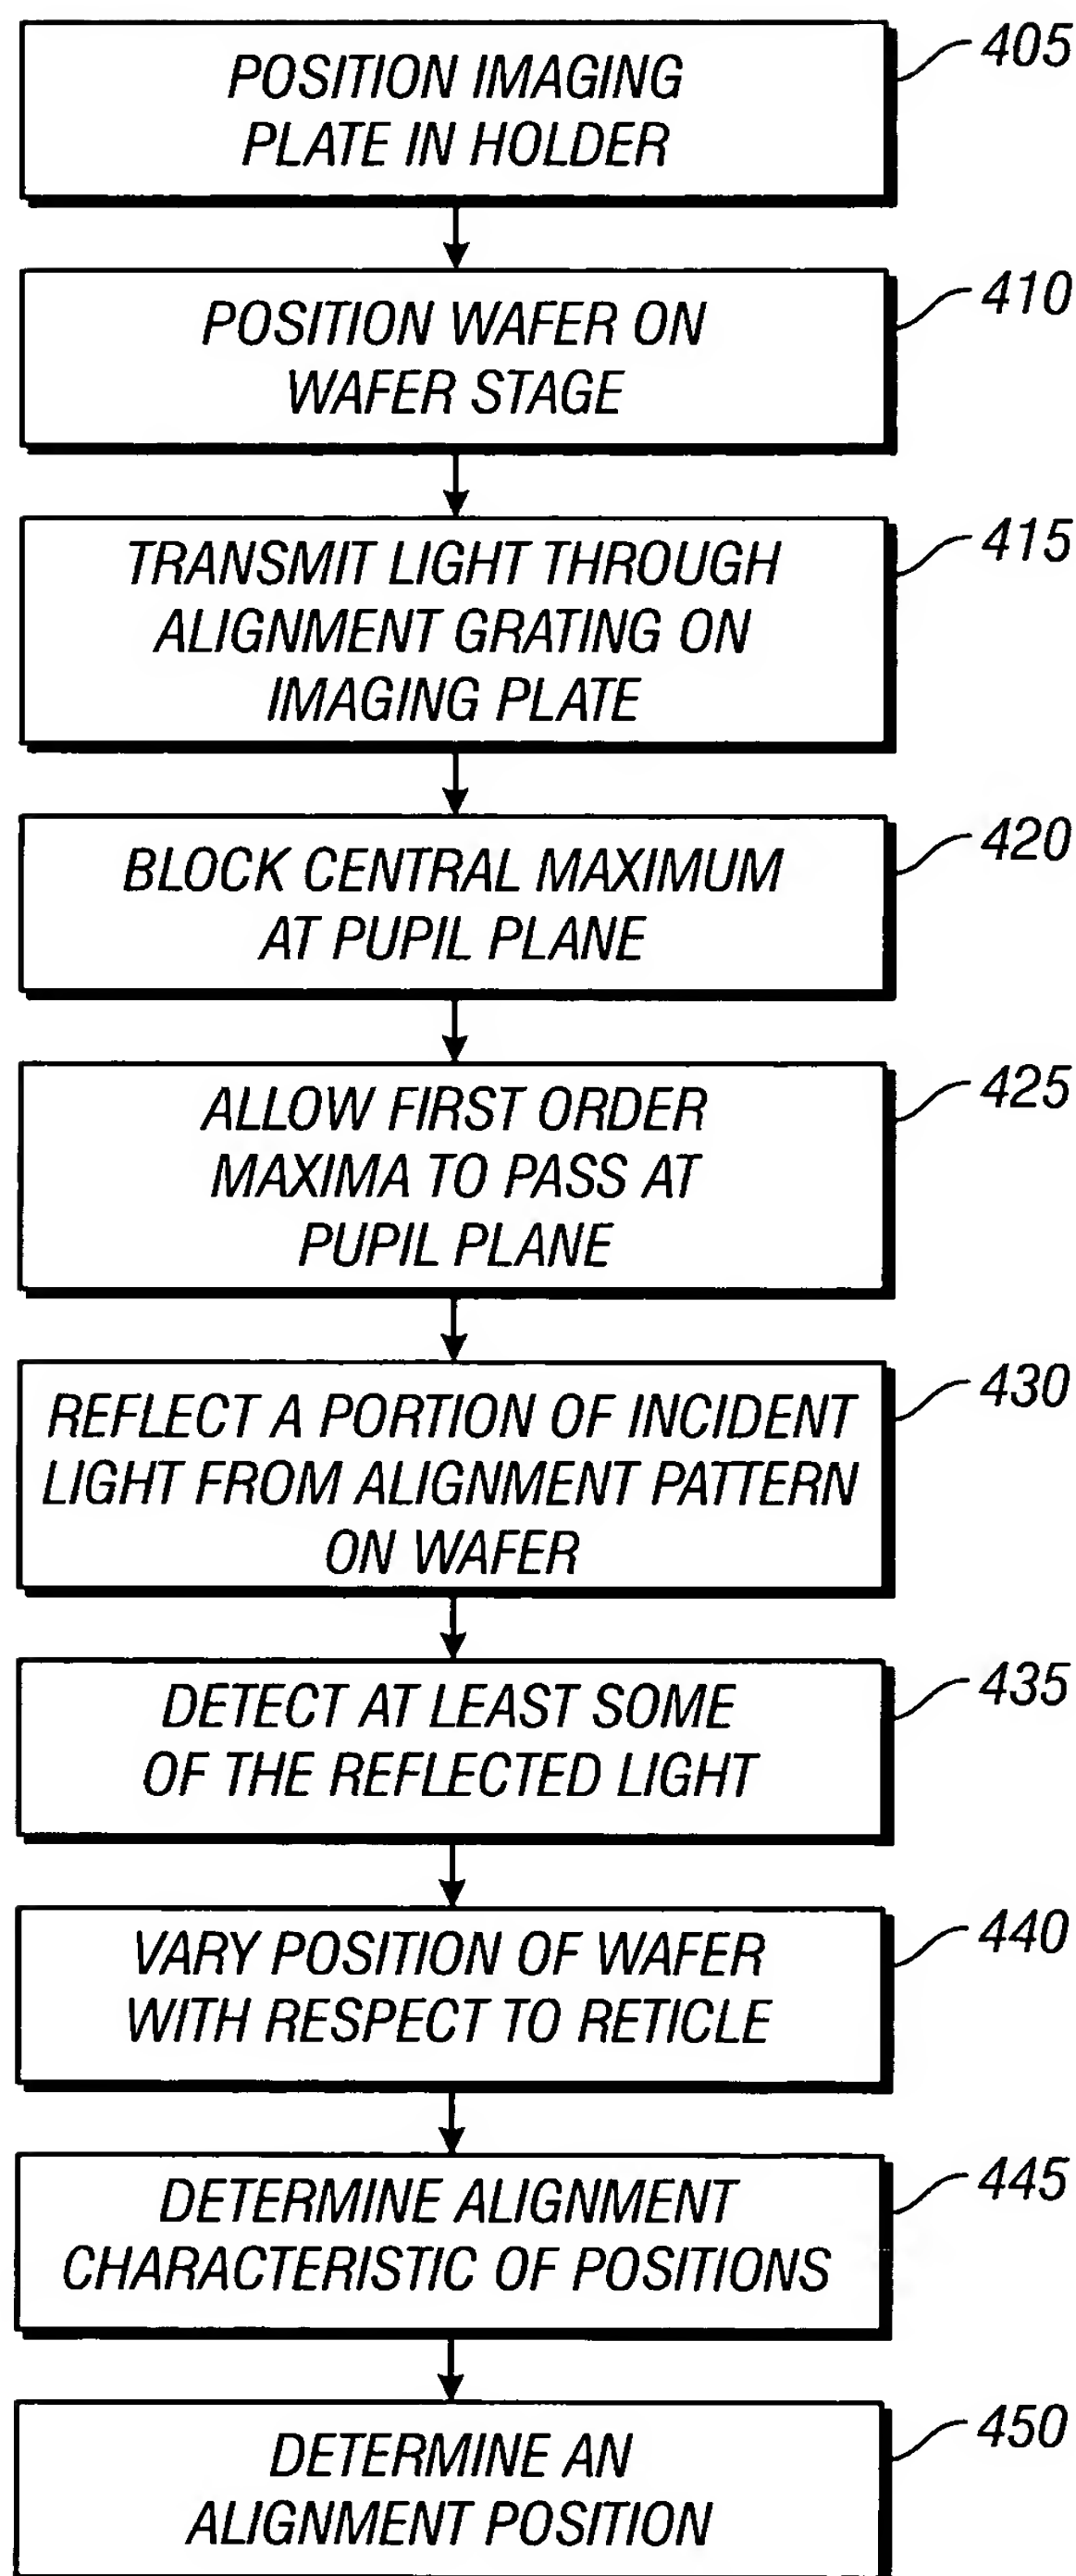 POSITION IMAGING
PLATE IN HOLDER
405
POSITION WAFER ON
WAFER STAGE
410
TRANSMIT LIGHT THROUGH
ALIGNMENT GRATING ON
IMAGING PLATE
415
BLOCK CENTRAL MAXIMUM
AT PUPIL PLANE
420
ALLOW FIRST ORDER
MAXIMA TO PASS AT
PUPIL PLANE
425
REFLECT A PORTION OF INCIDENT
LIGHT FROM ALIGNMENT PATTERN
ON WAFER
430
DETECT AT LEAST SOME
OF THE REFLECTED LIGHT
435
VARY POSITION OF WAFER
WITH RESPECT TO RETICLE
440
DETERMINE ALIGNMENT
CHARACTERISTIC OF POSITIONS
445
DETERMINE AN
ALIGNMENT POSITION
450